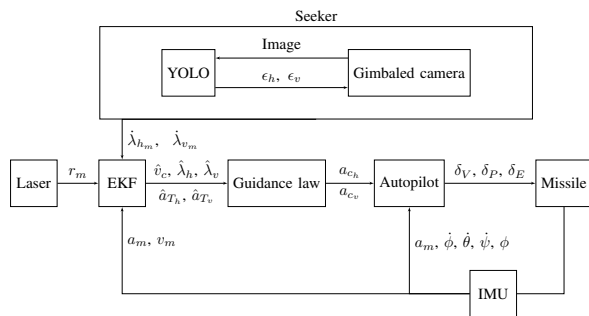 Seeker
Image
YOLO
Gimbaled camera
ϵ_h, ϵ_v
λ̇_{h_m}, λ̇_{v_m}
Laser
r_m
EKF
v̂_c, λ̂_h, λ̂_v
â_{T_h}, â_{T_v}
Guidance law
a_{c_h}
a_{c_v}
Autopilot
δ_V, δ_P, δ_E
Missile
a_m, v_m
a_m, ϕ̇, θ̇, ψ̇, ϕ
IMU